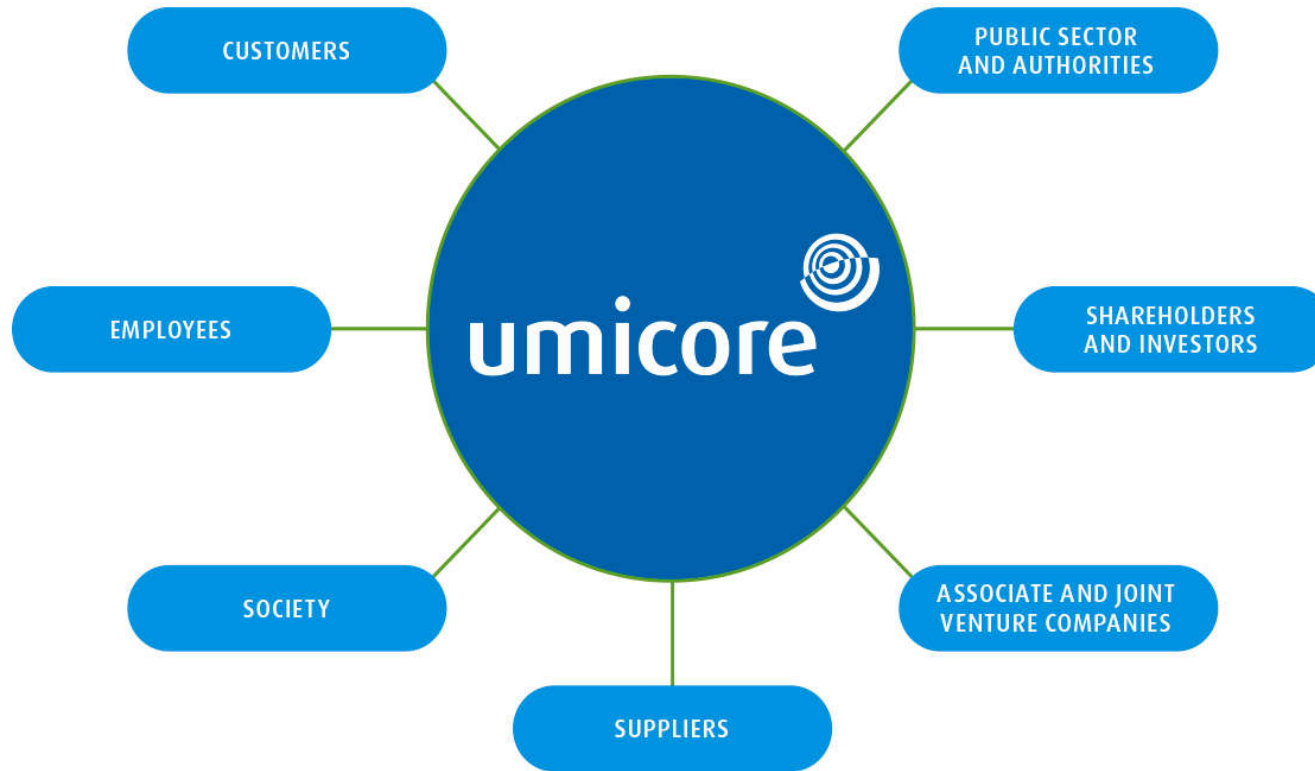 CUSTOMERS
PUBLIC SECTOR
AND AUTHORITIES
umicore
EMPLOYEES
SHAREHOLDERS
AND INVESTORS
SOCIETY
ASSOCIATE AND JOINT
VENTURE COMPANIES
SUPPLIERS